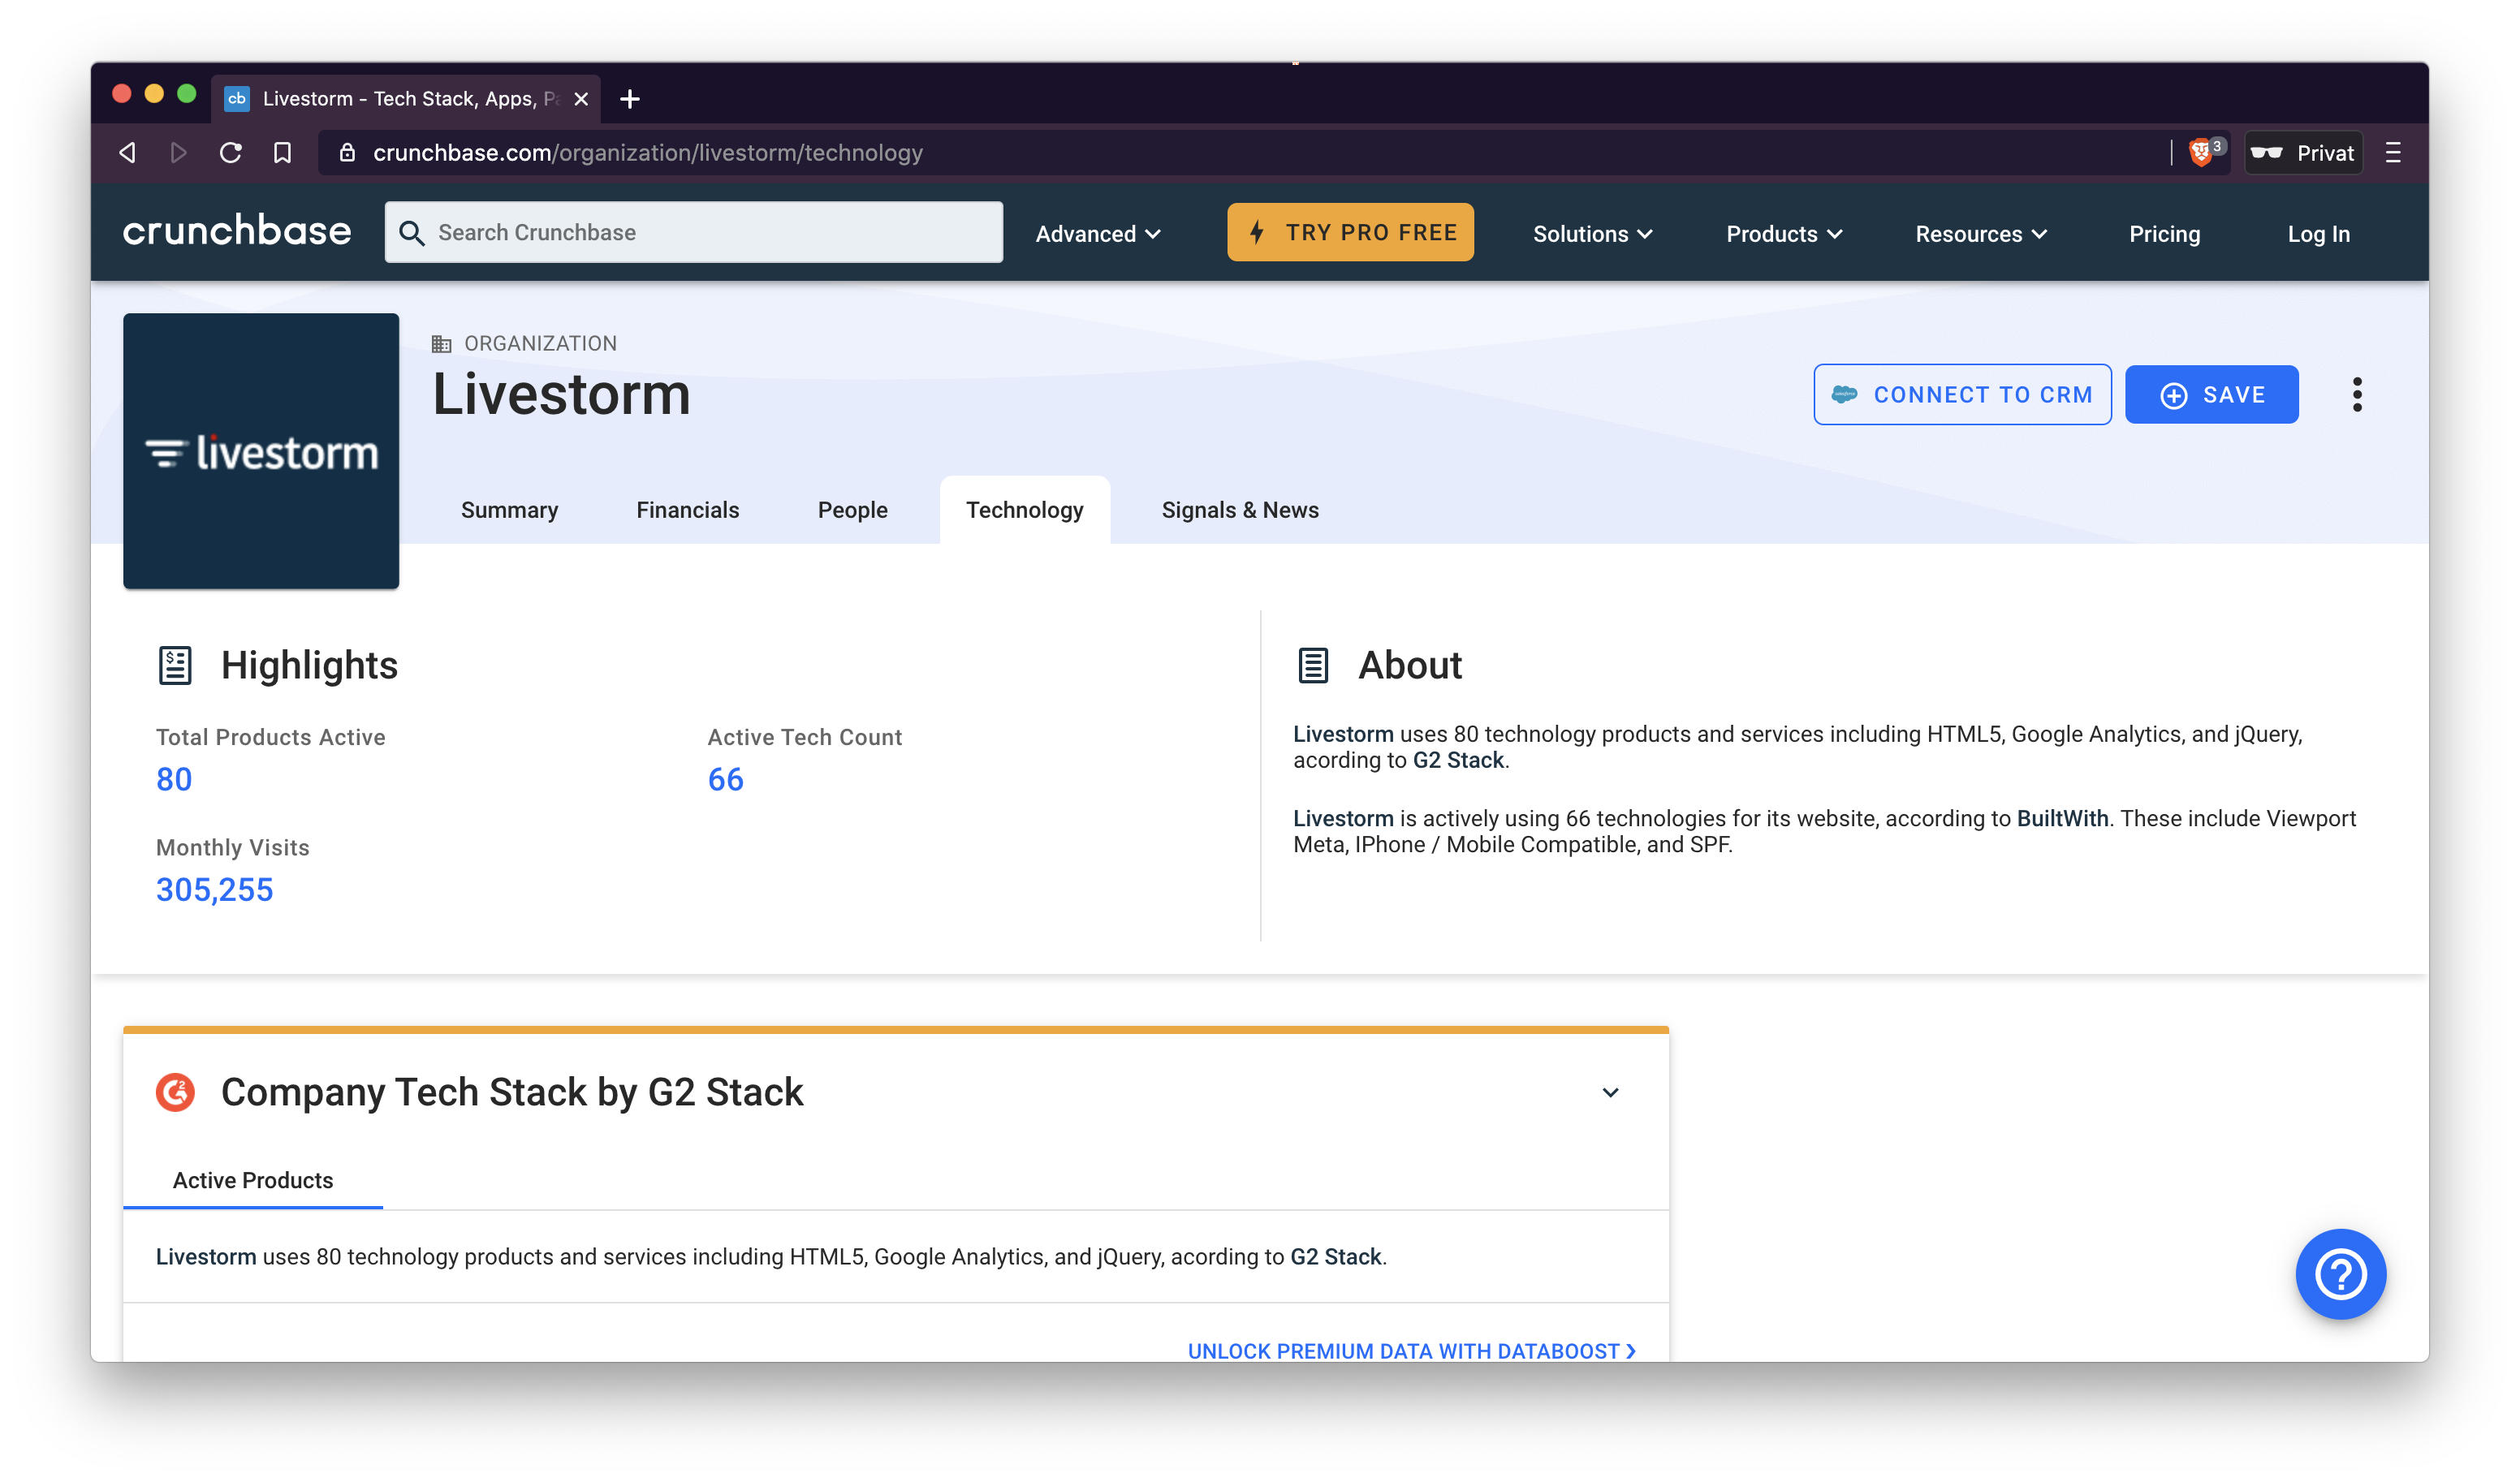 cb Livestorm - Tech Stack, Apps, Pa
crunchbase.com/organization/livestorm/technology
3
Privat
crunchbase
Search Crunchbase
Advanced
TRY PRO FREE
Solutions
Products
Resources
Pricing
Log In
livestorm
ORGANIZATION
Livestorm
CONNECT TO CRM
SAVE
Summary
Financials
People
Technology
Signals & News
Highlights
Total Products Active
80
Active Tech Count
66
Monthly Visits
305,255
About
Livestorm uses 80 technology products and services including HTML5, Google Analytics, and jQuery,
acording to G2 Stack.
Livestorm is actively using 66 technologies for its website, according to BuiltWith. These include Viewport
Meta, IPhone / Mobile Compatible, and SPF.
Company Tech Stack by G2 Stack
Active Products
Livestorm uses 80 technology products and services including HTML5, Google Analytics, and jQuery, acording to G2 Stack.
UNLOCK PREMIUM DATA WITH DATABOOST